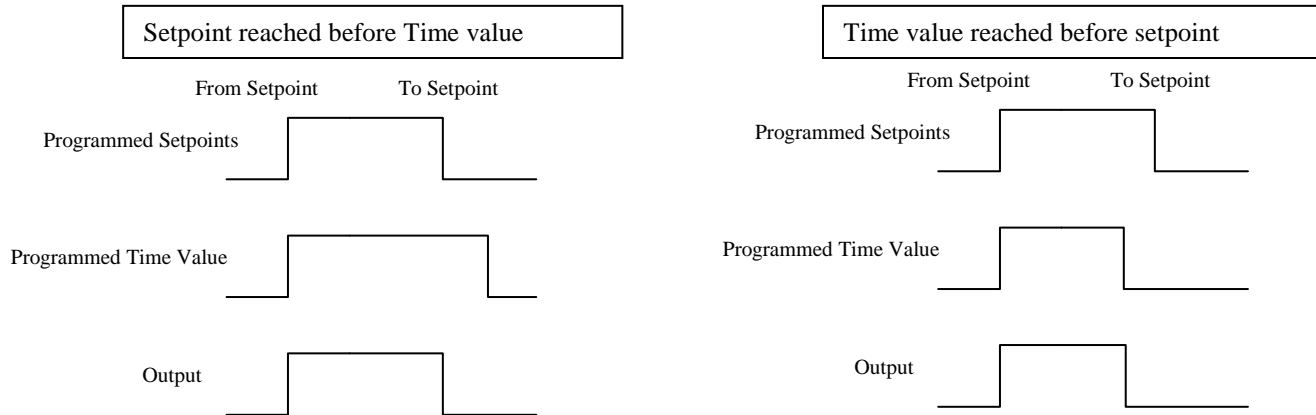 Setpoint reached before Time value
From Setpoint To Setpoint
Programmed Setpoints
Programmed Time Value
Output
Time value reached before setpoint
From Setpoint To Setpoint
Programmed Setpoints
Programmed Time Value
Output